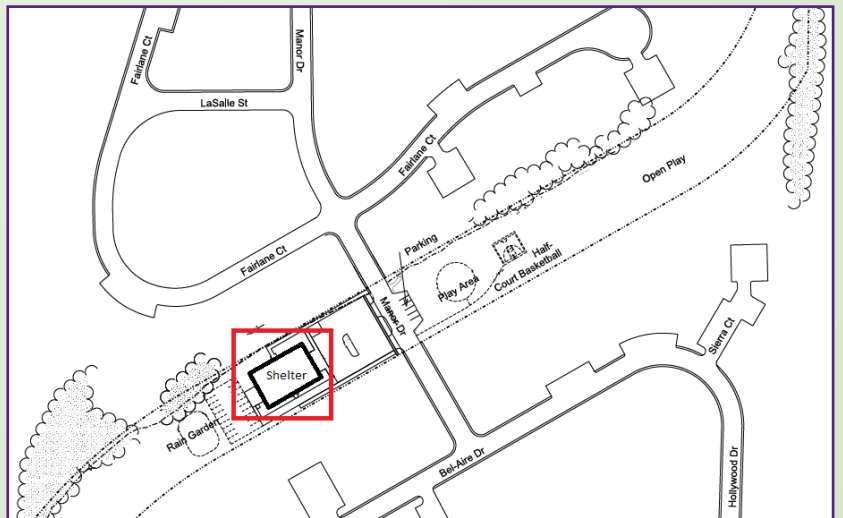 Fairlane Ct
Manor Dr
LaSalle St
Fairlane Ct
Open Play
Parking
Half-
Court Basketball
Fairlane Ct
Play Area
Manor Dr
Sierra Ct
Shelter
Rain Garden
Bel-Aire Dr
Hollywood Dr